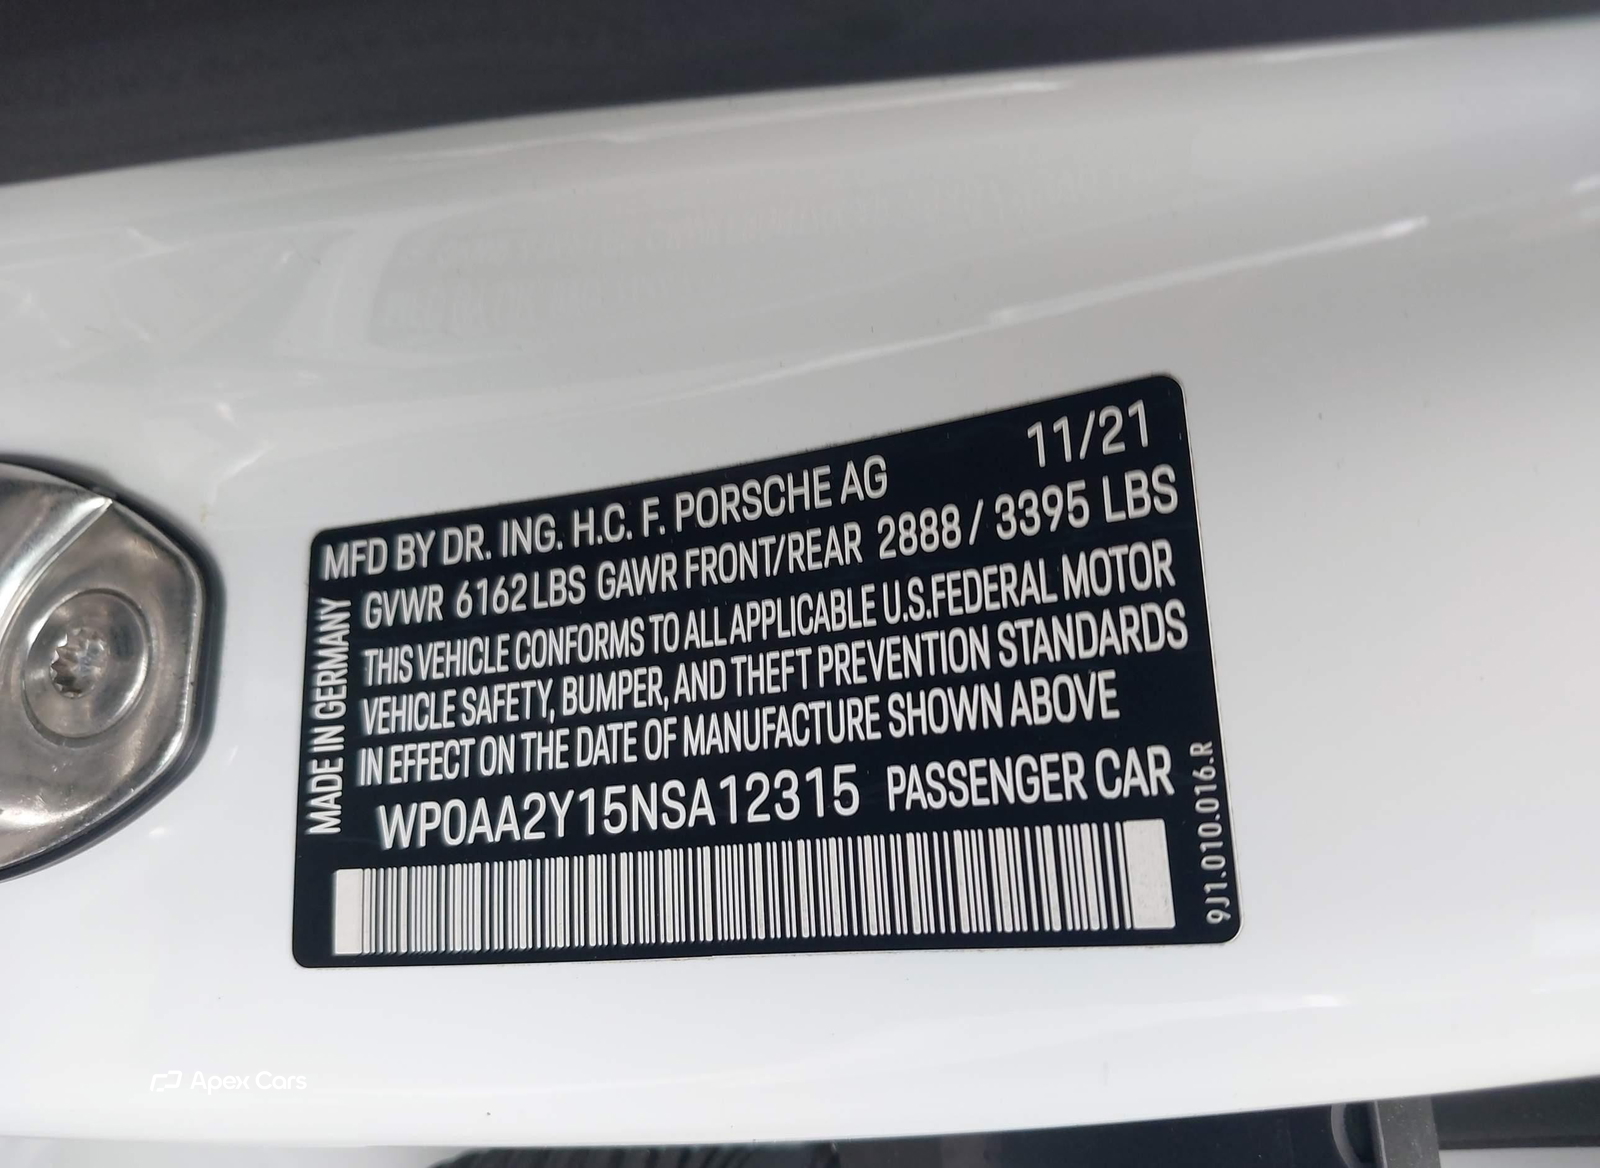 MFD BY DR. ING. H.C. F. PORSCHE AG 11/21
GVWR 6162 LBS GAWR FRONT/REAR 2888 / 3395 LBS
THIS VEHICLE CONFORMS TO ALL APPLICABLE U.S.FEDERAL MOTOR
VEHICLE SAFETY, BUMPER, AND THEFT PREVENTION STANDARDS
IN EFFECT ON THE DATE OF MANUFACTURE SHOWN ABOVE
WP0AA2Y15NSA12315 PASSENGER CAR
MADE IN GERMANY
9J1.010.016.R
Apex Cars